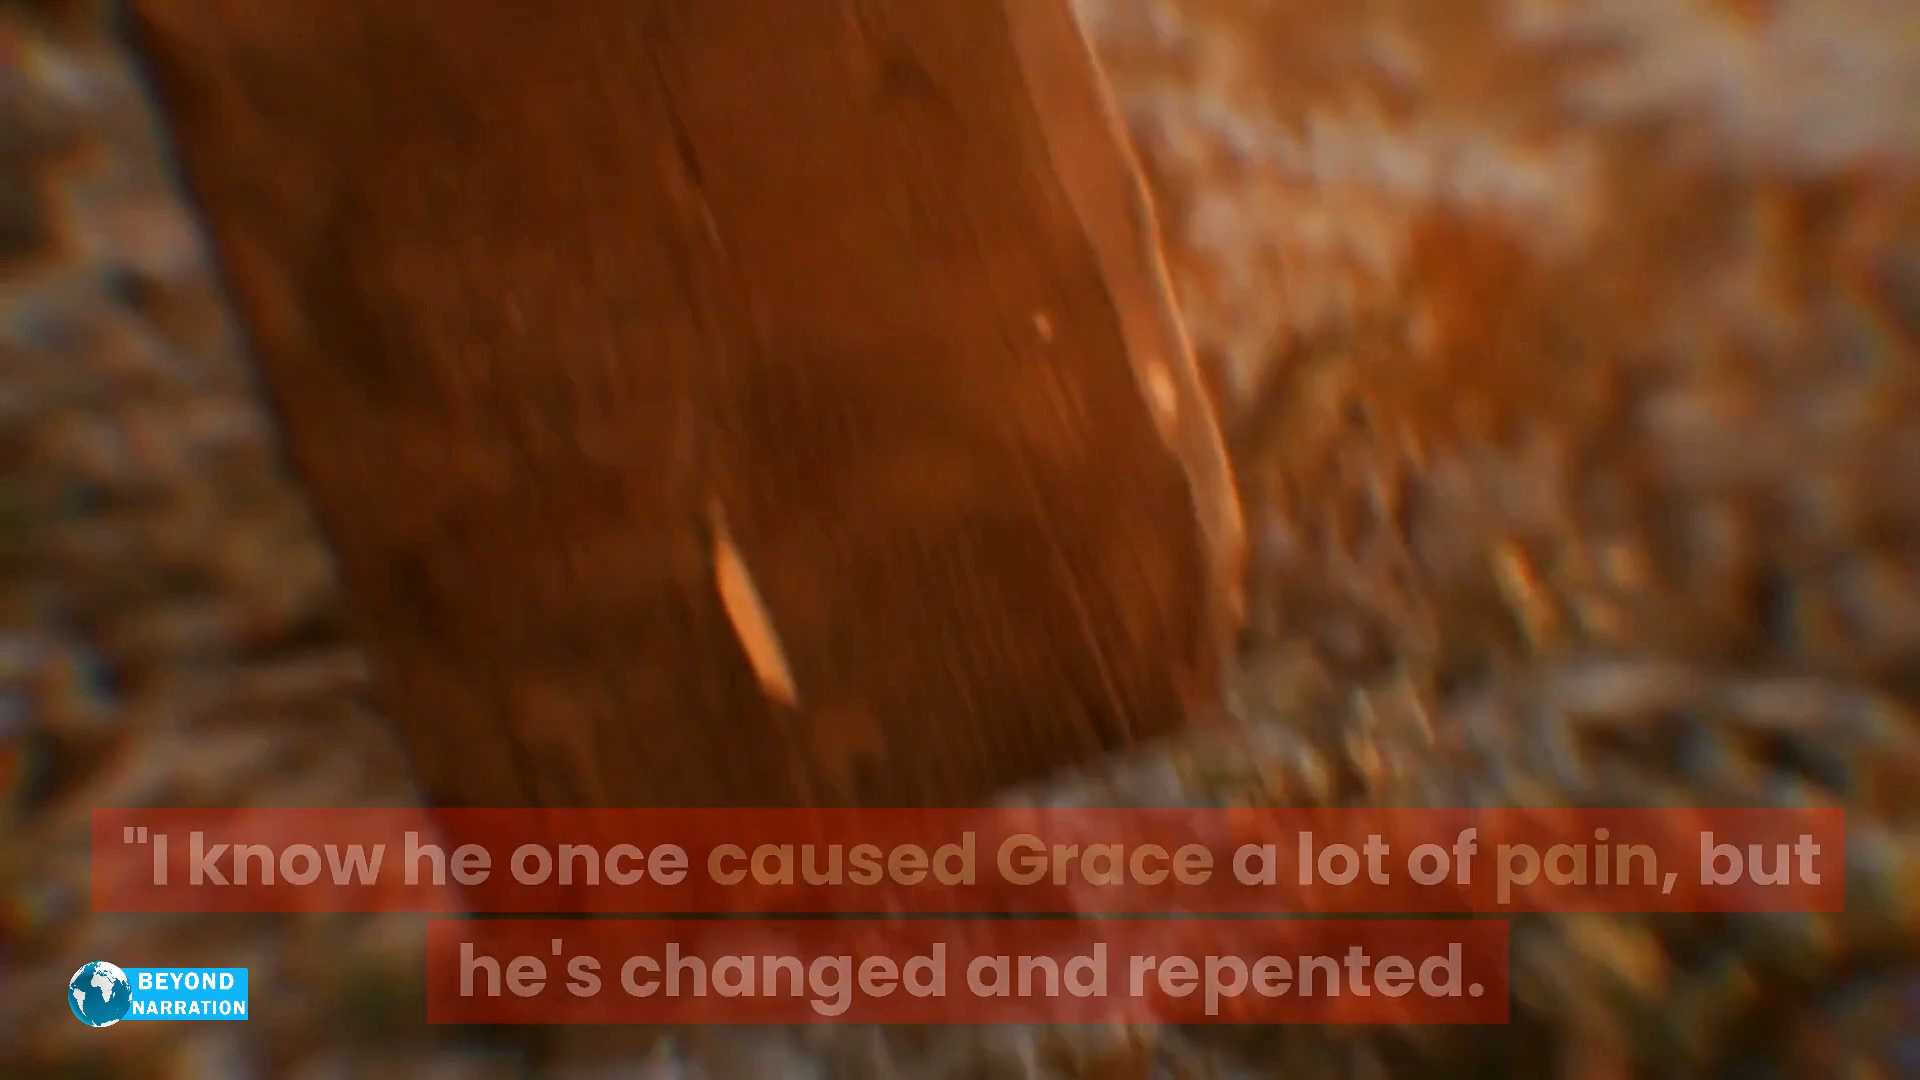 "I know he once caused Grace a lot of pain, but
he's changed and repented.
BEYOND
NARRATION